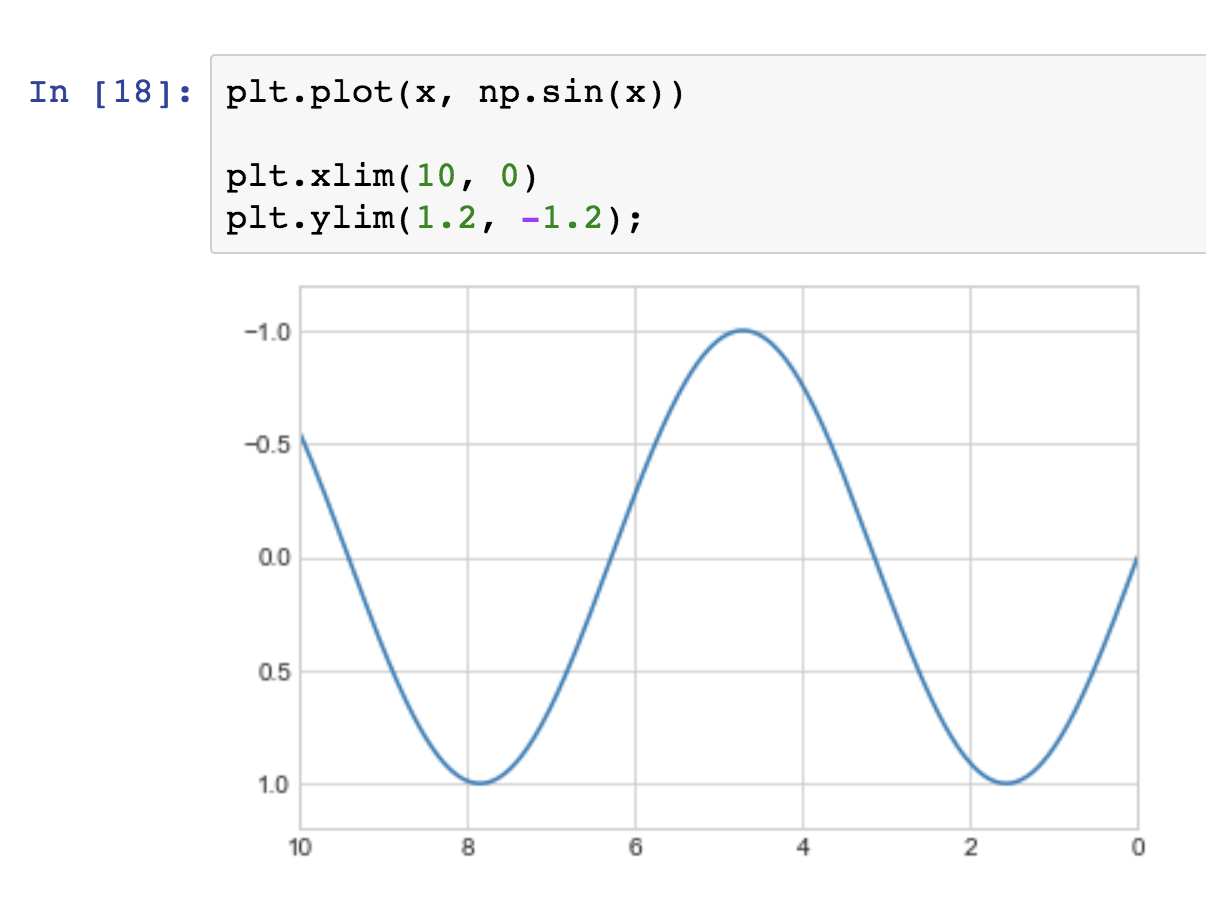 In [18]: plt.plot(x, np.sin(x))
plt.xlim(10, 0)
plt.ylim(1.2, -1.2);
−1.0
−0.5
0.0
0.5
1.0
10 8 6 4 2 0